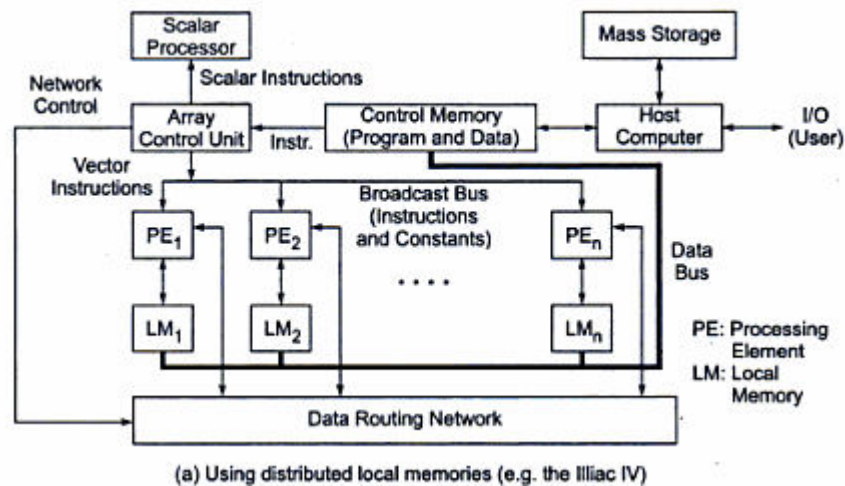 Scalar
Processor
Mass Storage
Network
Control
Scalar Instructions
Array
Control Unit
Instr.
Control Memory
(Program and Data)
Host
Computer
I/O
(User)
Vector
Instructions
Broadcast Bus
(Instructions
and Constants)
PE1
PE2
PEn
Data
Bus
. . . .
LM1
LM2
LMn
PE: Processing
Element
LM: Local
Memory
Data Routing Network
(a) Using distributed local memories (e.g. the Illiac IV)